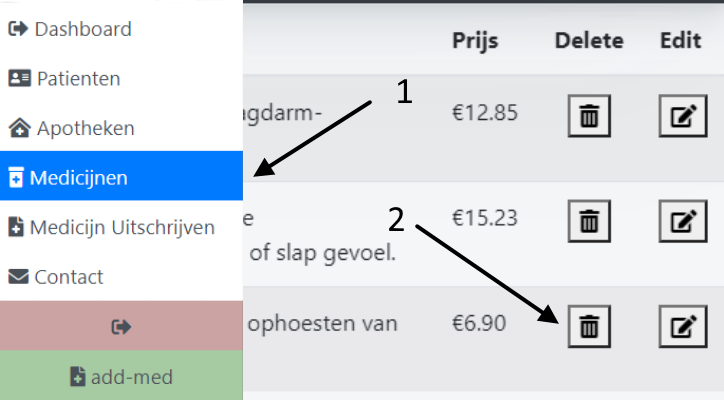 Dashboard
Patienten
Apotheken
Medicijnen
Medicijn Uitschrijven
Contact
add-med
Prijs Delete Edit
1
agdarm-
€12.85
2
e
€15.23
of slap gevoel.
ophoesten van
€6.90